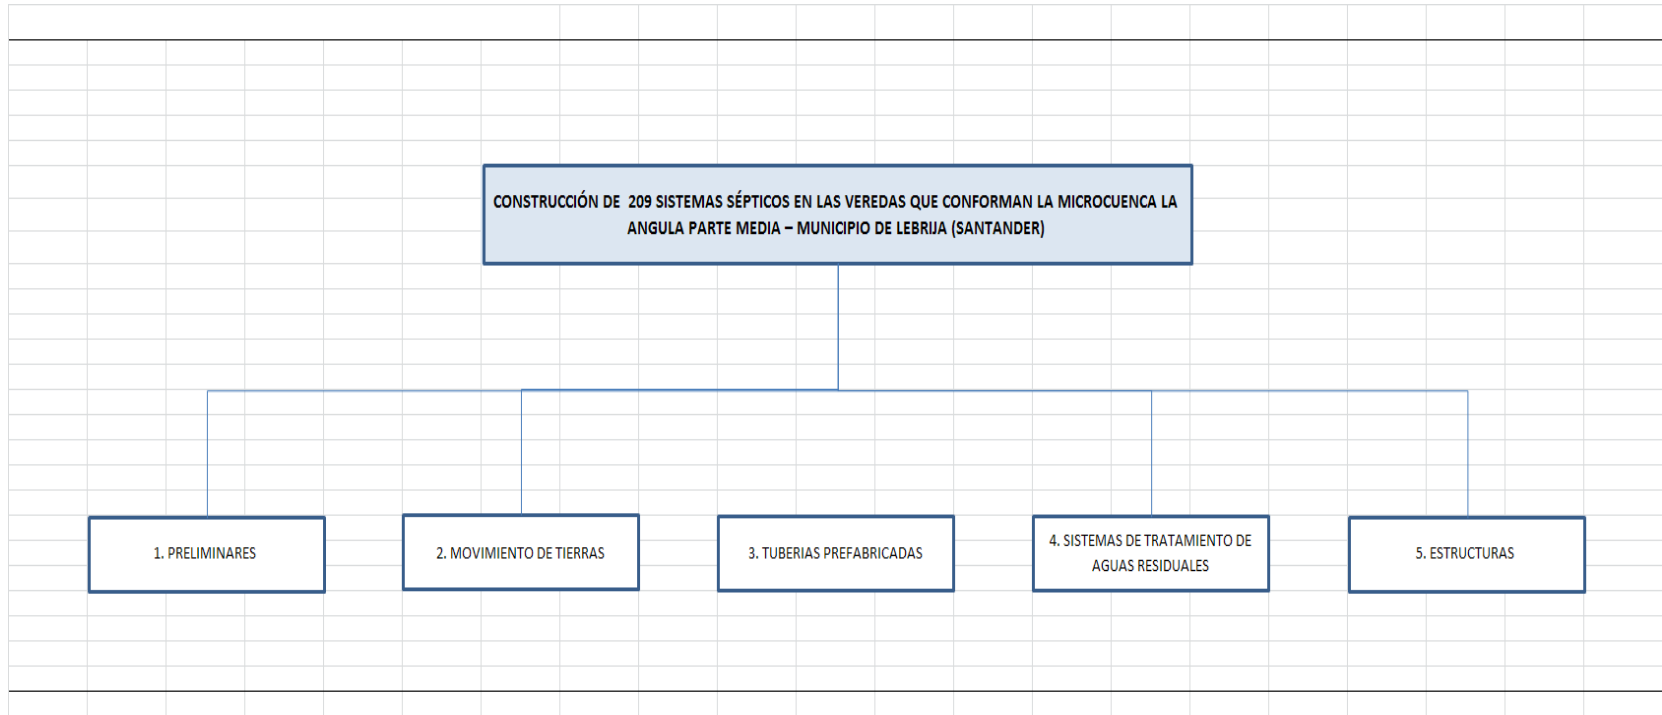 CONSTRUCCIÓN DE  209 SISTEMAS SÉPTICOS EN LAS VEREDAS QUE CONFORMAN LA MICROCUENCA LA
ANGULA PARTE MEDIA – MUNICIPIO DE LEBRIJA (SANTANDER)
1. PRELIMINARES
2. MOVIMIENTO DE TIERRAS
3. TUBERIAS PREFABRICADAS
4. SISTEMAS DE TRATAMIENTO DE
AGUAS RESIDUALES
5. ESTRUCTURAS